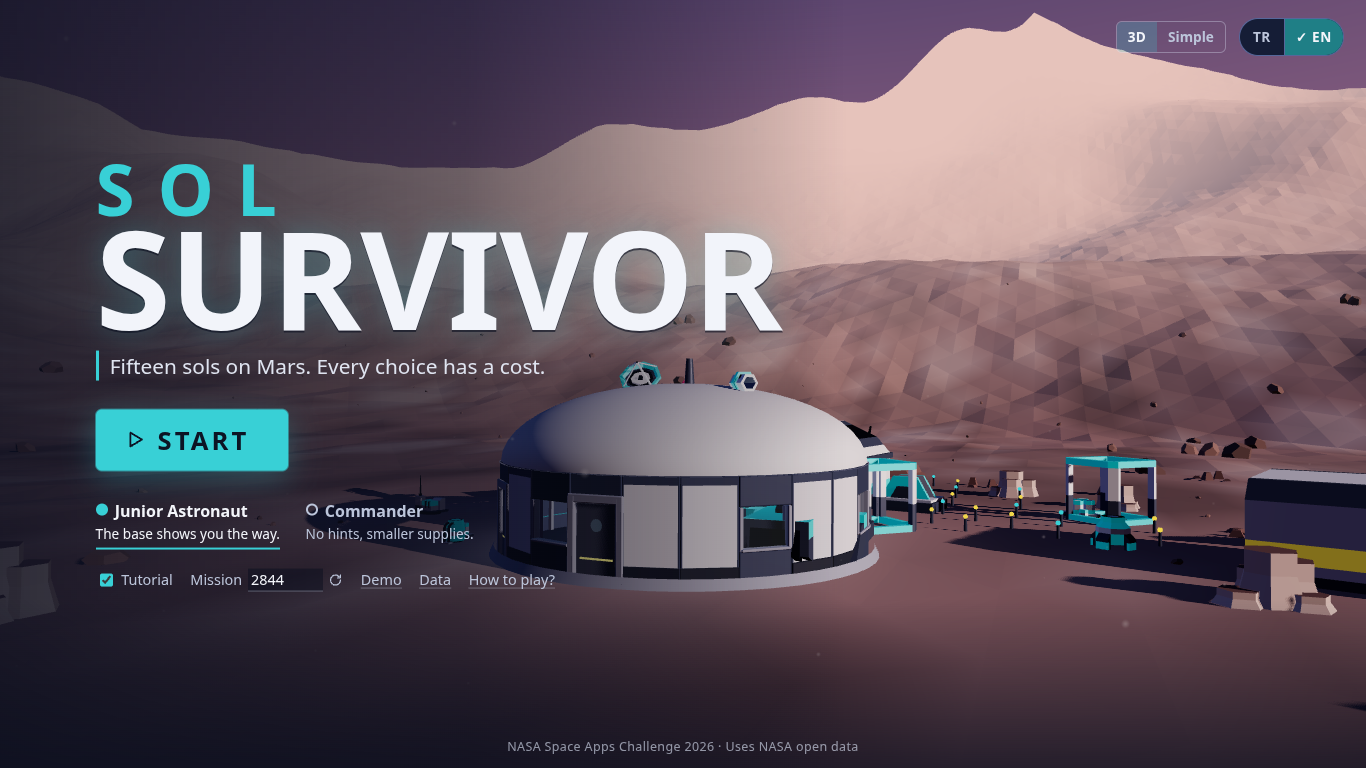 3D Simple TR ✓ EN
SOL
SURVIVOR
Fifteen sols on Mars. Every choice has a cost.
START
Junior Astronaut
The base shows you the way.
Commander
No hints, smaller supplies.
Tutorial Mission 2844 Demo Data How to play?
NASA Space Apps Challenge 2026 · Uses NASA open data